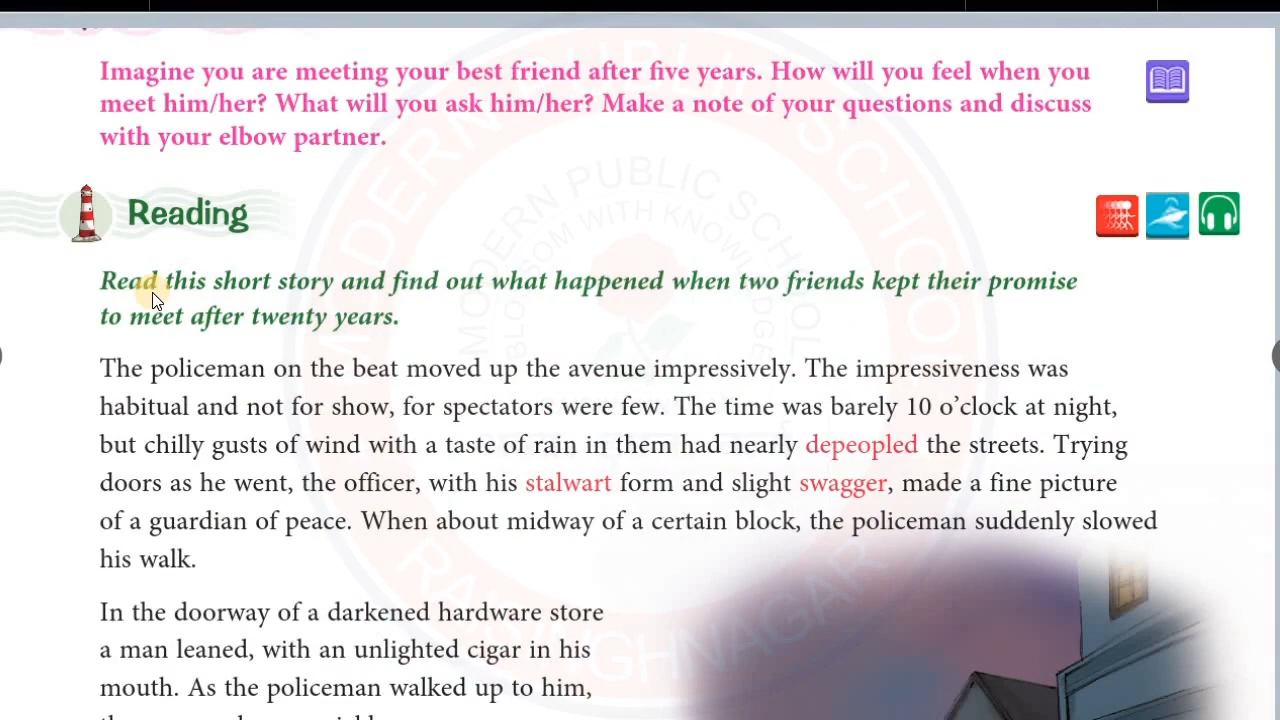 Imagine you are meeting your best friend after five years. How will you feel when you
meet him/her? What will you ask him/her? Make a note of your questions and discuss
with your elbow partner.
Reading
Read this short story and find out what happened when two friends kept their promise
to meet after twenty years.
The policeman on the beat moved up the avenue impressively. The impressiveness was
habitual and not for show, for spectators were few. The time was barely 10 o’clock at night,
but chilly gusts of wind with a taste of rain in them had nearly depeopled the streets. Trying
doors as he went, the officer, with his stalwart form and slight swagger, made a fine picture
of a guardian of peace. When about midway of a certain block, the policeman suddenly slowed
his walk.
In the doorway of a darkened hardware store
a man leaned, with an unlighted cigar in his
mouth. As the policeman walked up to him,
MODERN PUBLIC SCHOOL
BLOSSOM WITH KNOWLEDGE